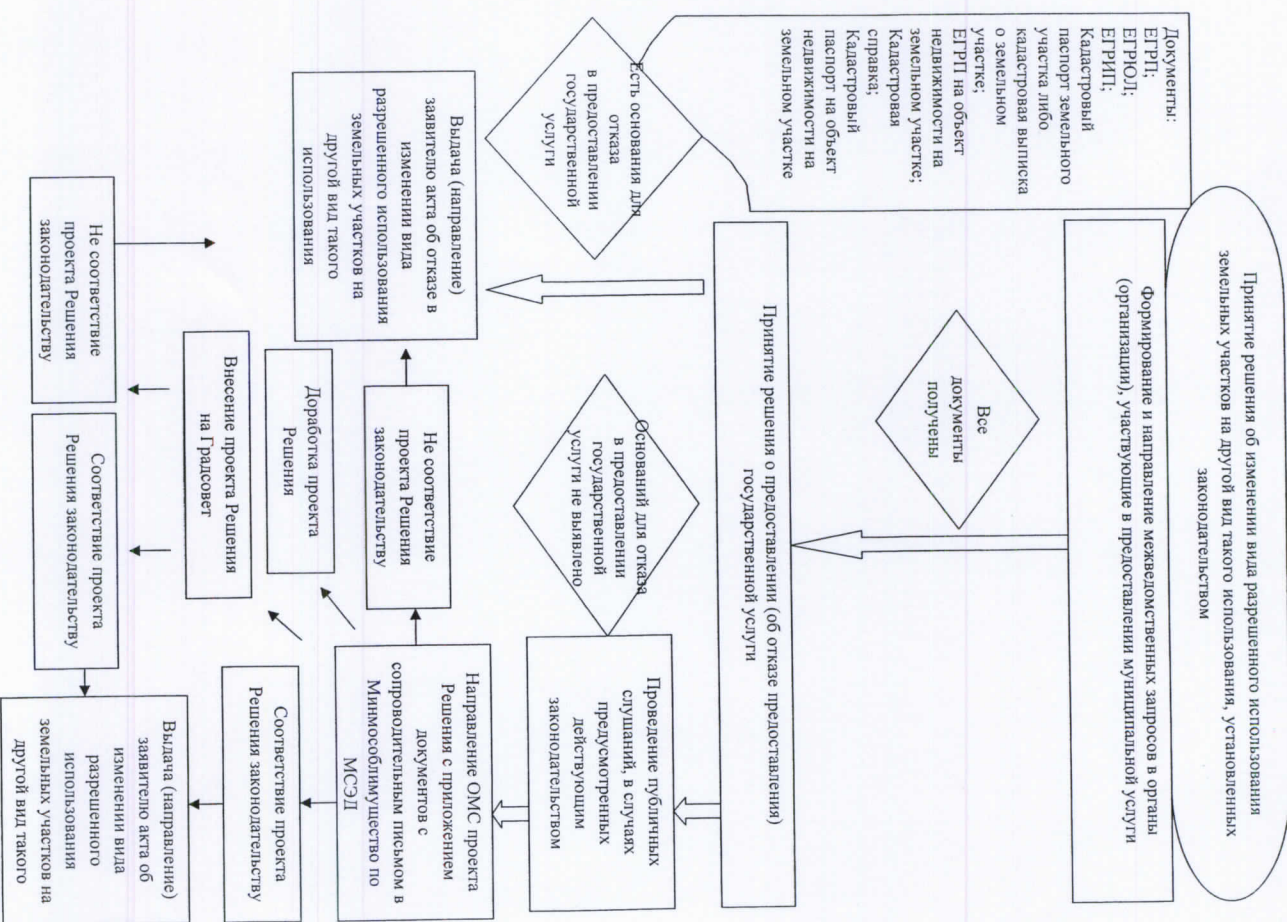 Принятие решения об изменении вида разрешенного использования
земельных участков на другой вид такого использования, установленных
законодательством
Формирование и направление межведомственных запросов в органы
(организации), участвующие в предоставлении муниципальной услуги
Документы:
ЕГРП;
ЕГРЮЛ;
ЕГРИП;
Кадастровый
паспорт земельного
участка либо
кадастровая выписка
о земельном
участке;
ЕГРП на объект
недвижимости на
земельном участке;
Кадастровая
справка;
Кадастровый
паспорт на объект
недвижимости на
земельном участке
Все
документы
получены
Принятие решения о предоставлении (об отказе предоставления)
государственной услуги
Есть основания для
отказа
в предоставлении
государственной
услуги
Оснований для отказа
в предоставлении
государственной
услуги не выявлено
Проведение публичных
слушаний, в случаях
предусмотренных
действующим
законодательством
Выдача (направление)
заявителю акта об отказе в
изменении вида
разрешенного использования
земельных участков на
другой вид такого
использования
Не соответствие
проекта Решения
законодательству
Направление ОМС проекта
Решения с приложением
документов с
сопроводительным письмом в
Минмособлимущество по
МСЭД
Доработка проекта
Решения
Внесение проекта Решения
на Градсовет
Соответствие проекта
Решения законодательству
Не соответствие
проекта Решения
законодательству
Соответствие проекта
Решения законодательству
Выдача (направление)
заявителю акта об
изменении вида
разрешенного
использования
земельных участков на
другой вид такого